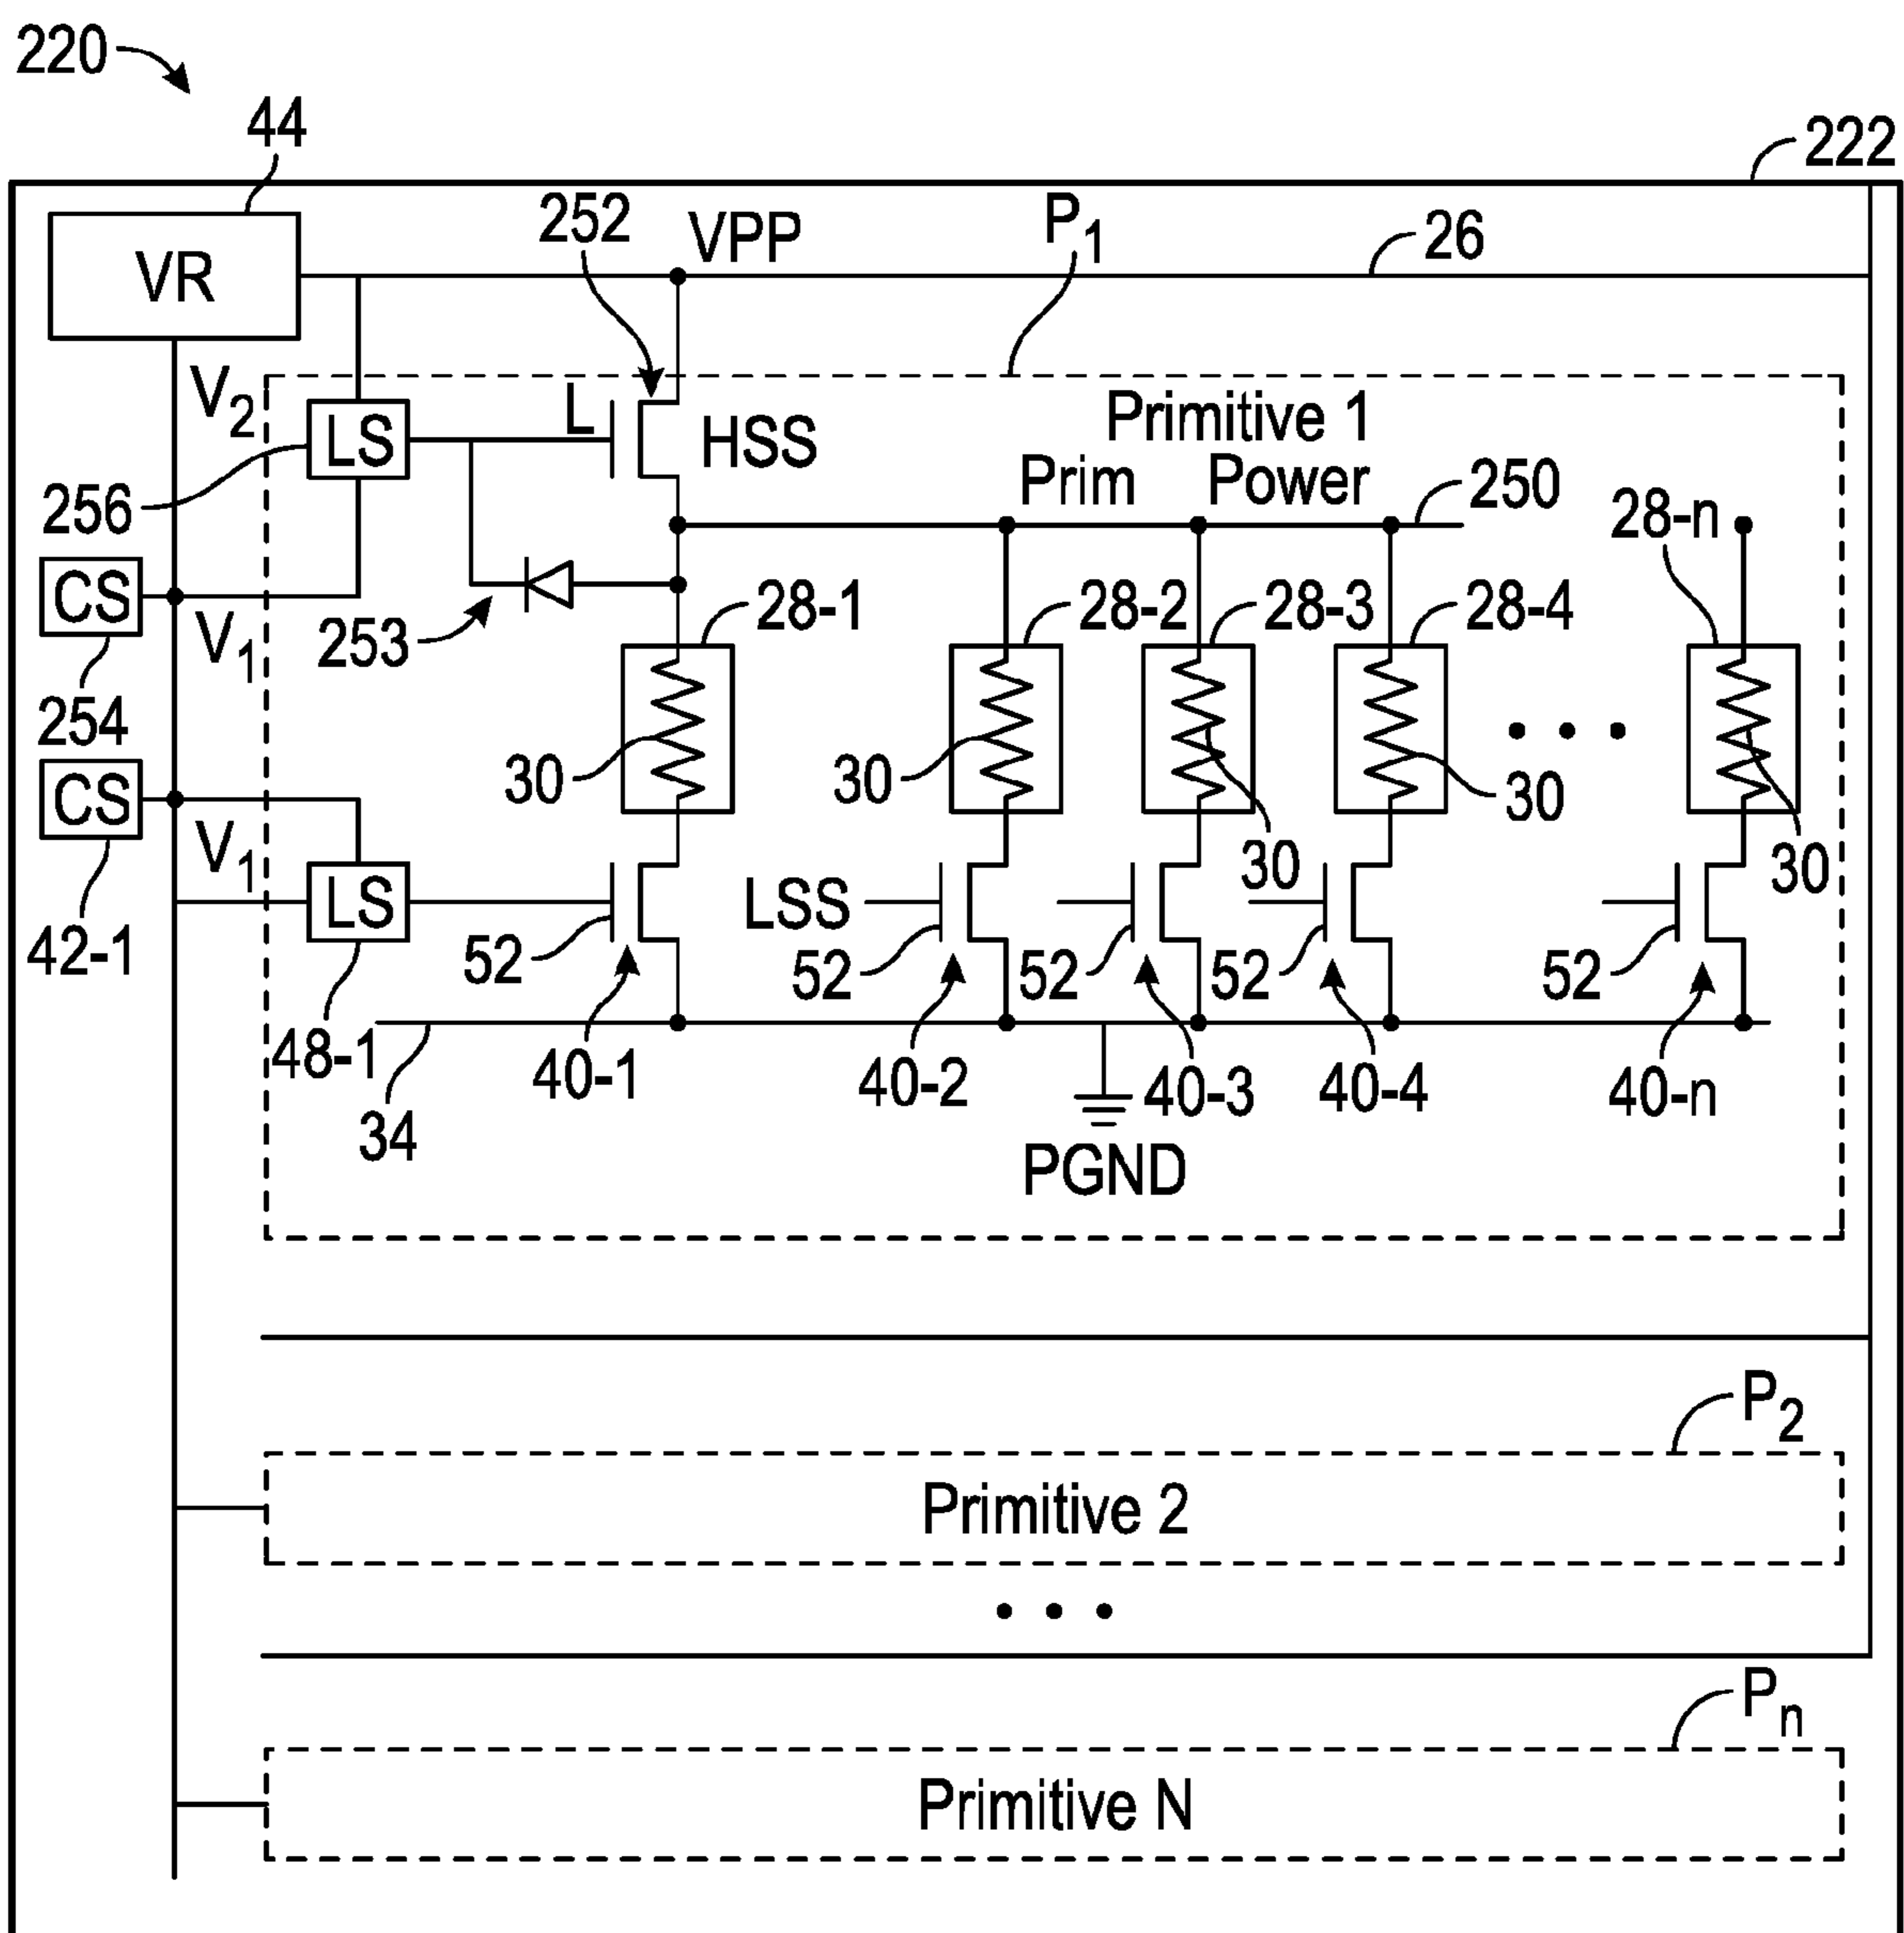 220
44
222
252
VPP
P1
26
VR
V2
LS
L
HSS
Primitive 1
Prim Power
250
28-n
256
CS
V1
253
28-1
28-2
28-3
28-4
254
30
30
30
30
30
CS
V1
42-1
LS
LSS
52
52
52
52
52
48-1
40-1
40-2
40-3
40-4
40-n
34
PGND
P2
Primitive 2
Pn
Primitive N